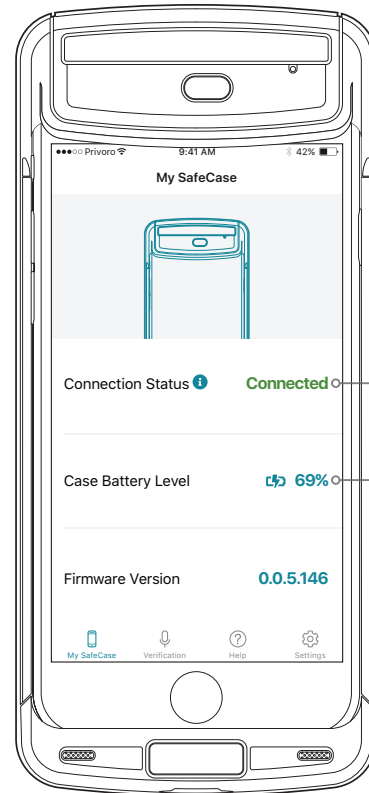 ●●●○○ Privoro 9:41 AM 42%
My SafeCase
Connection Status i Connected
Case Battery Level 69%
Firmware Version 0.0.5.146
My SafeCase Verification ? Help Settings